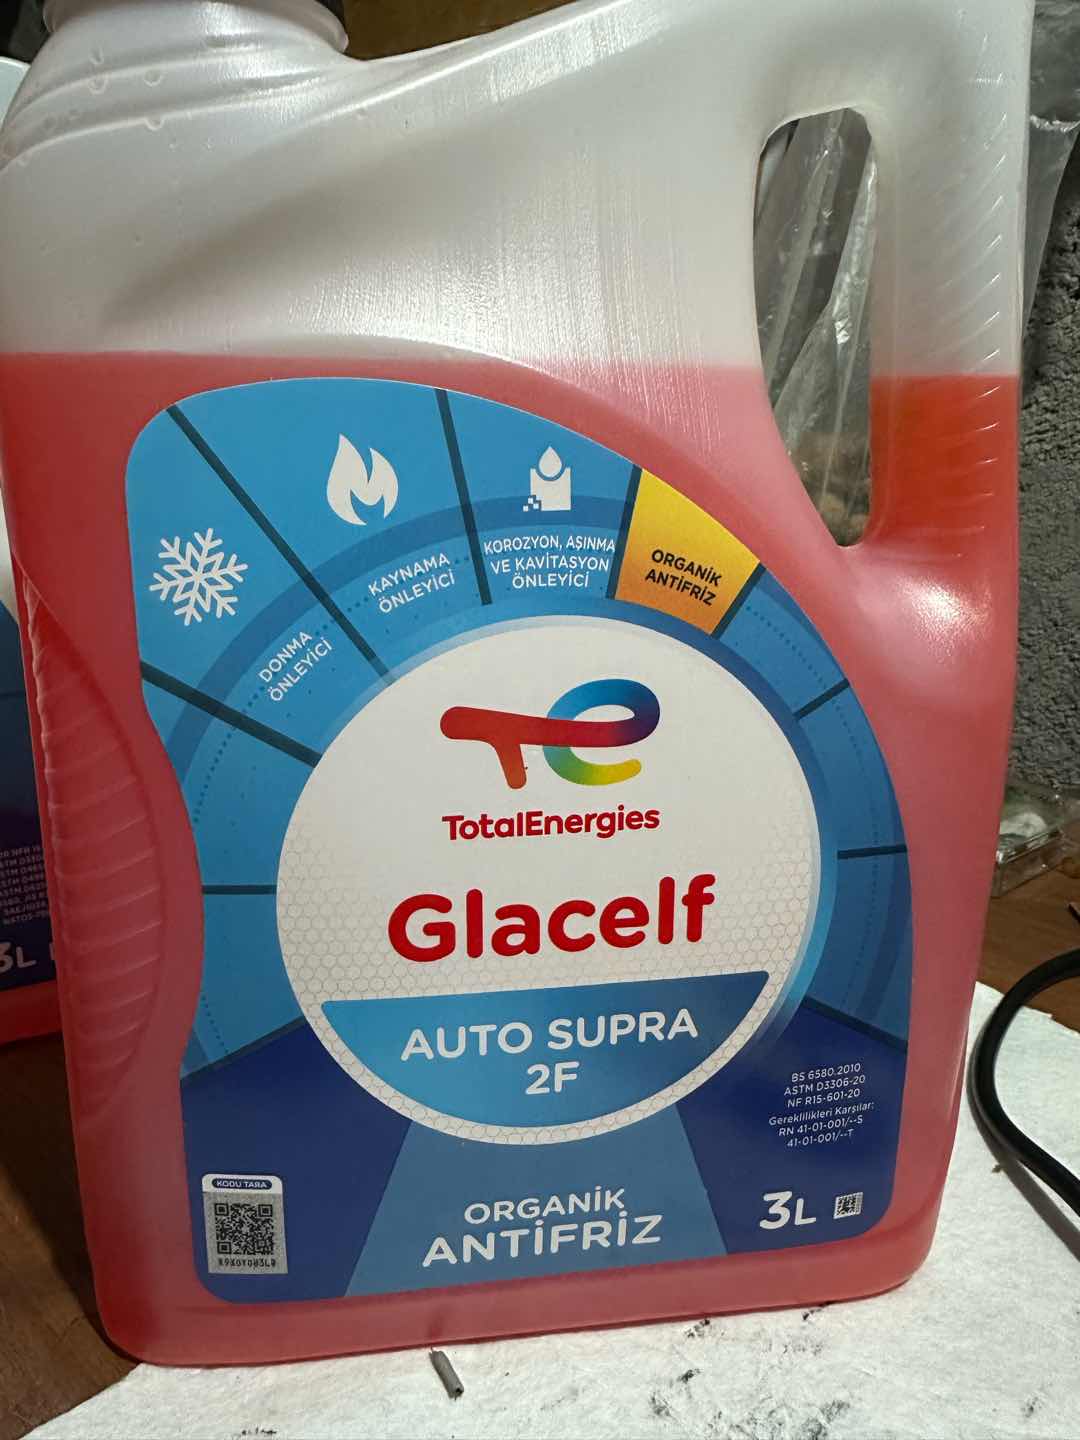 DONMA
ÖNLEYİCİ
KAYNAMA
ÖNLEYİCİ
KOROZYON, AŞINMA
VE KAVİTASYON
ÖNLEYİCİ
ORGANİK
ANTİFRİZ
TotalEnergies
Glacelf
AUTO SUPRA
2F
BS 6580.2010
ASTM D3306-20
NF R15-601-20
Gereklilikleri Karşılar:
RN 41-01-001/--S
41-01-001/--T
KODU TARA
ORGANİK
ANTİFRİZ
3L
3L